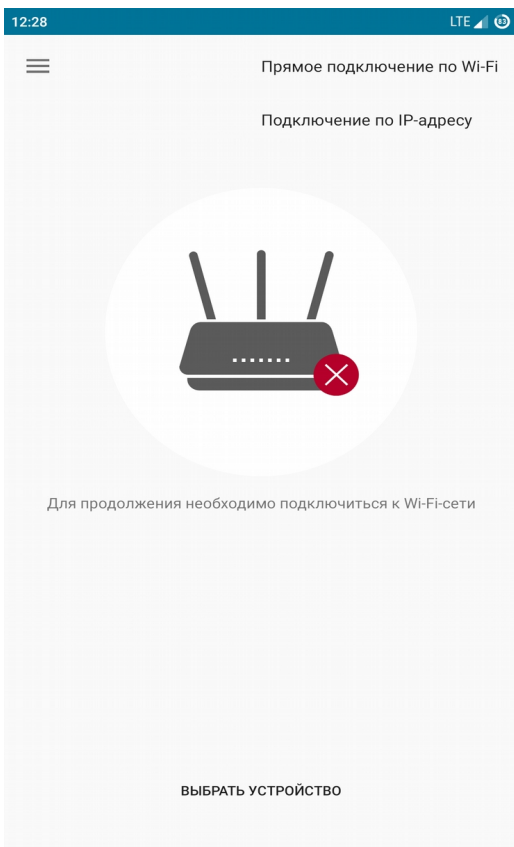 12:28
LTE 83
Прямое подключение по Wi-Fi
Подключение по IP-адресу
Для продолжения необходимо подключиться к Wi-Fi-сети
ВЫБРАТЬ УСТРОЙСТВО